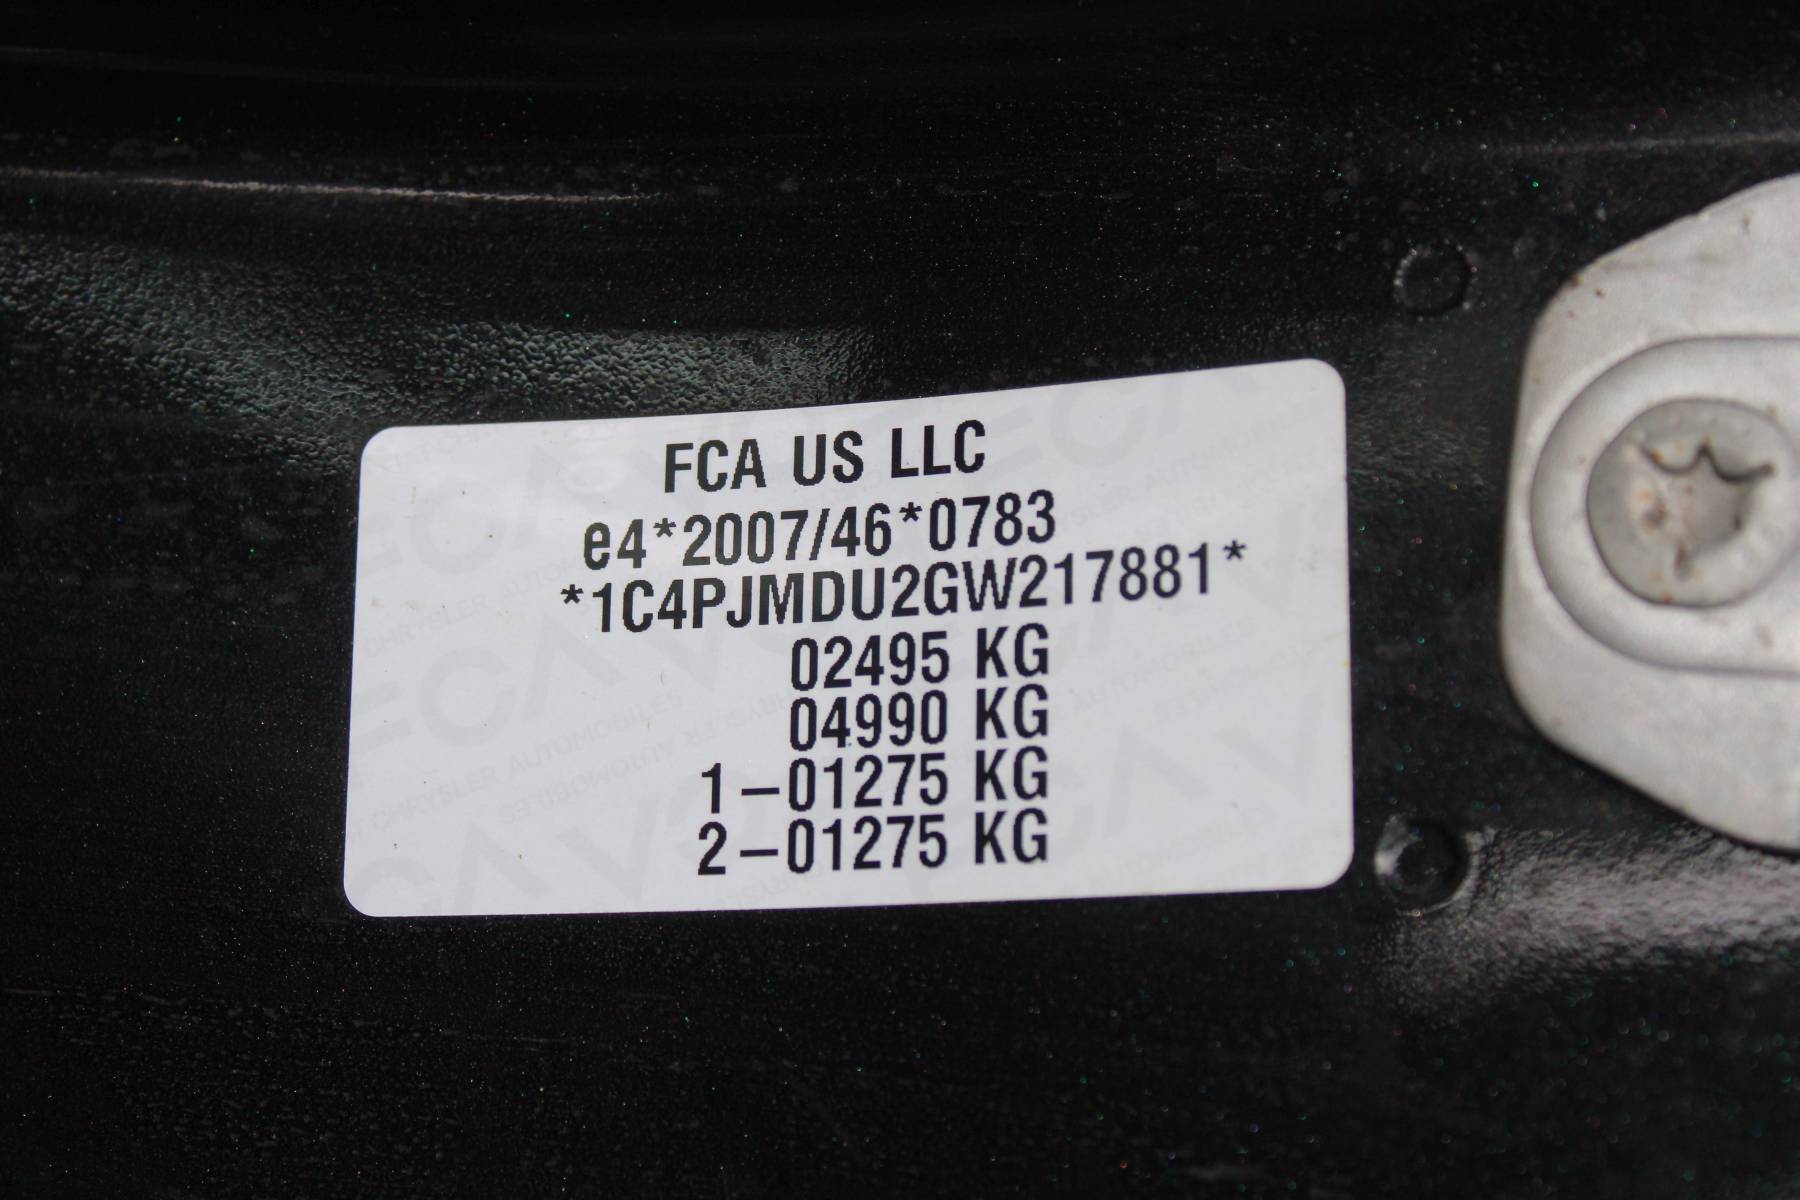 FCA US LLC
e4*2007/46*0783
*1C4PJMDU2GW217881*
02495 KG
04990 KG
1-01275 KG
2-01275 KG